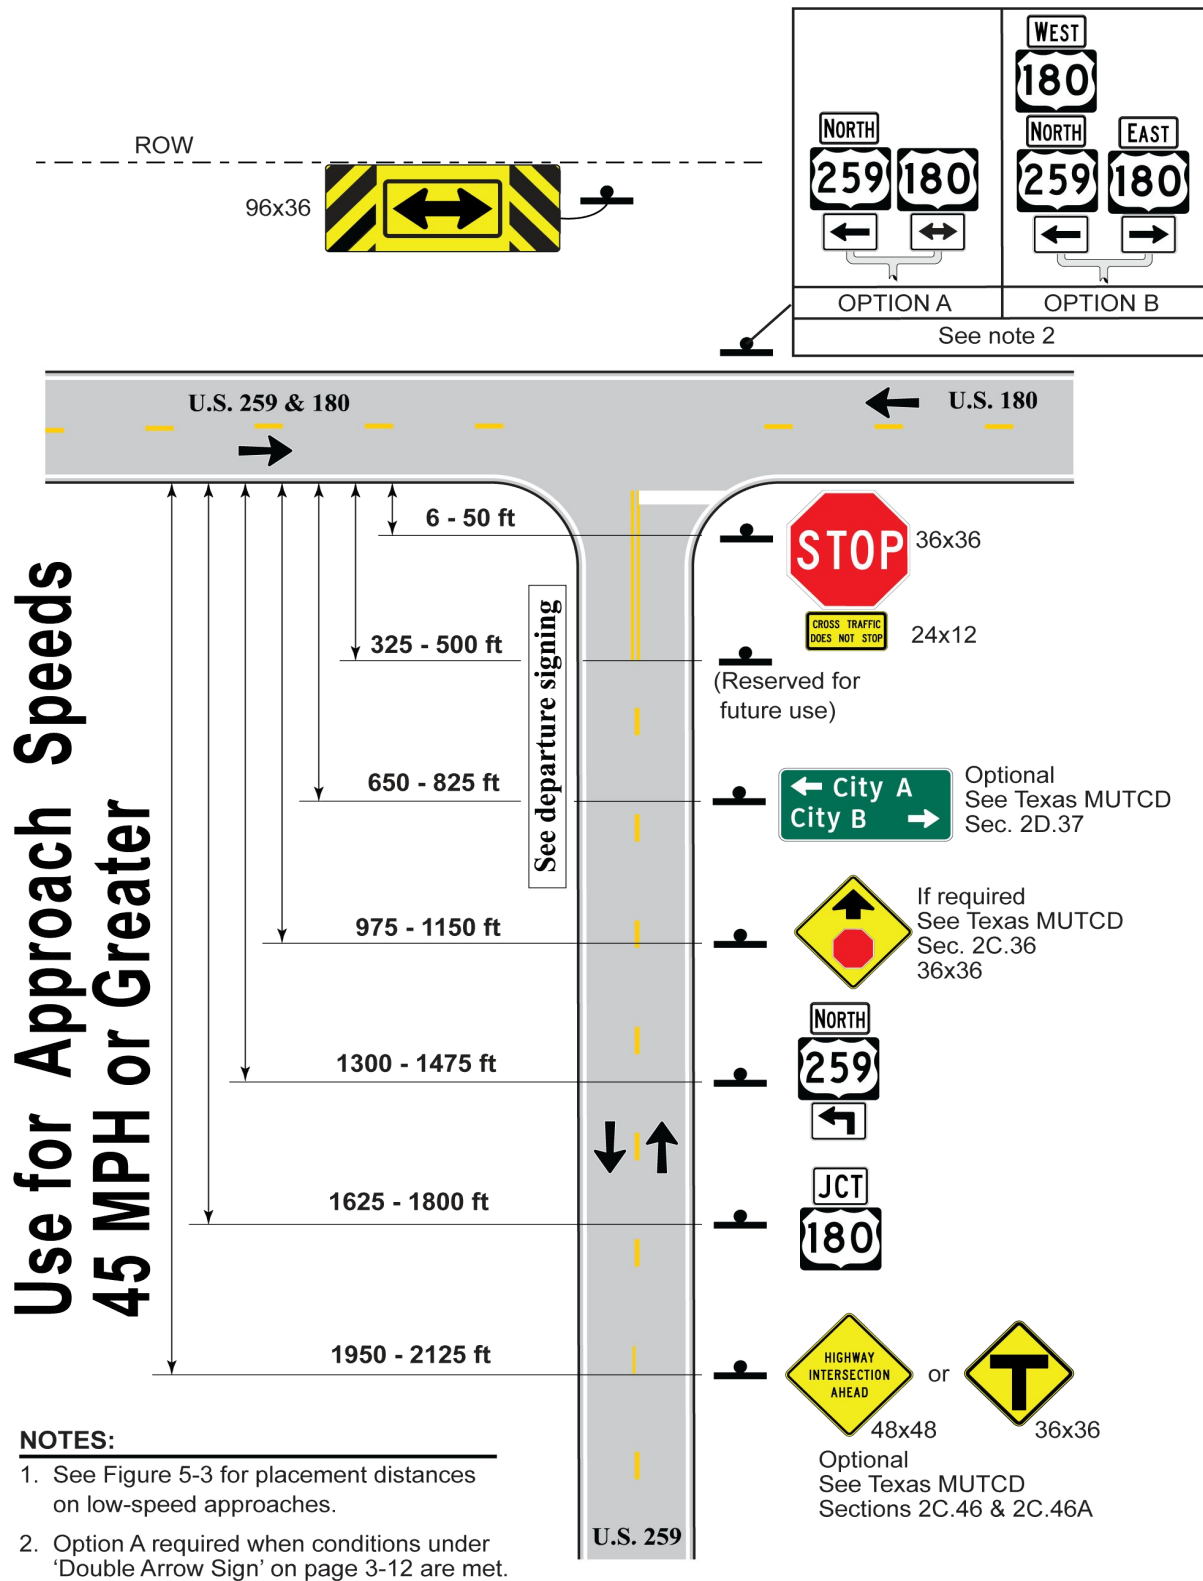 WEST
180
NORTH
259
180
NORTH
259
EAST
180
OPTION A
OPTION B
See note 2
ROW
96x36
U.S. 259 & 180
U.S. 180
6 - 50 ft
STOP
36x36
CROSS TRAFFIC
DOES NOT STOP
24x12
325 - 500 ft
(Reserved for
future use)
See departure signing
650 - 825 ft
City A
City B
Optional
See Texas MUTCD
Sec. 2D.37
975 - 1150 ft
If required
See Texas MUTCD
Sec. 2C.36
36x36
1300 - 1475 ft
NORTH
259
1625 - 1800 ft
JCT
180
1950 - 2125 ft
HIGHWAY
INTERSECTION
AHEAD
or
48x48
36x36
Optional
See Texas MUTCD
Sections 2C.46 & 2C.46A
U.S. 259
Use for Approach Speeds
45 MPH or Greater
NOTES:
1. See Figure 5-3 for placement distances
on low-speed approaches.
2. Option A required when conditions under
‘Double Arrow Sign’ on page 3-12 are met.